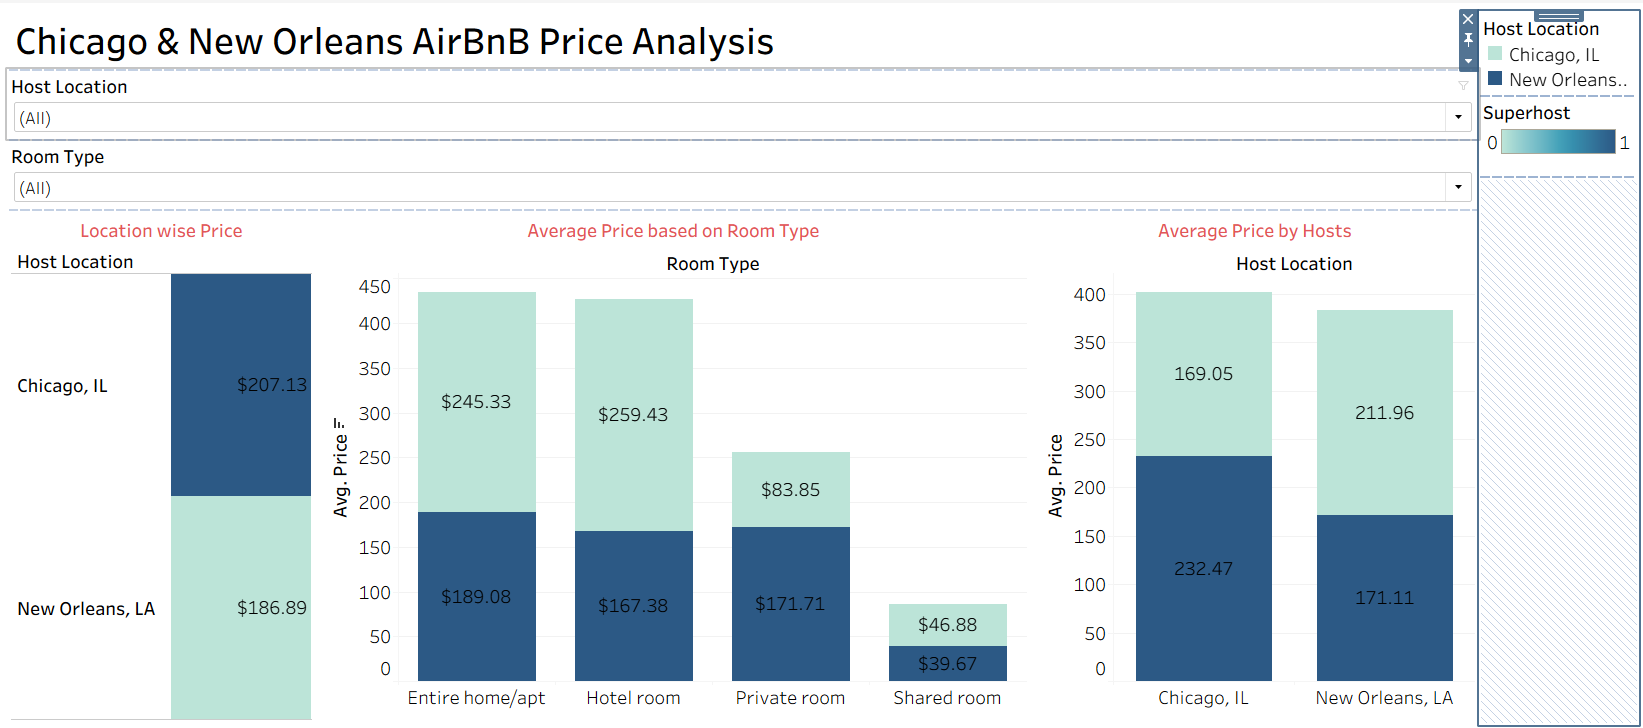 Chicago & New Orleans AirBnB Price Analysis
Host Location
(All)
Room Type
(All)
Host Location
Chicago, IL
New Orleans..
Superhost
0 1
Location wise Price
Host Location
Chicago, IL
$207.13
New Orleans, LA
$186.89
Average Price based on Room Type
Room Type
Avg. Price
450
400
350
300
250
200
150
100
50
0
$245.33
$259.43
$83.85
$46.88
$189.08
$167.38
$171.71
$39.67
Entire home/apt
Hotel room
Private room
Shared room
Average Price by Hosts
Host Location
Avg. Price
400
350
300
250
200
150
100
50
0
169.05
211.96
232.47
171.11
Chicago, IL
New Orleans, LA